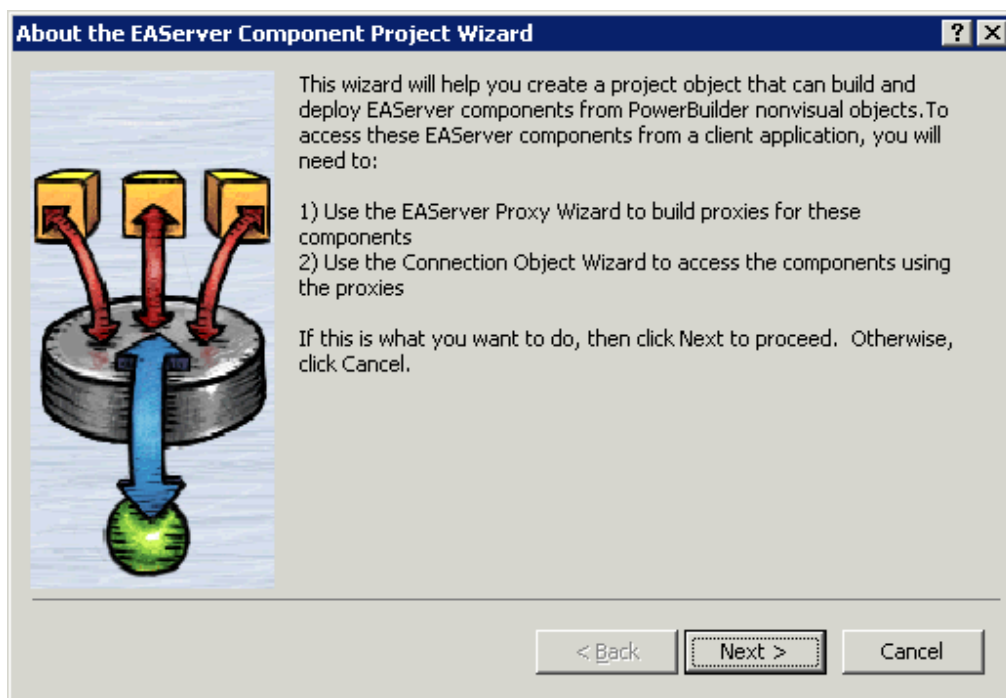 About the EAServer Component Project Wizard
This wizard will help you create a project object that can build and
deploy EAServer components from PowerBuilder nonvisual objects.To
access these EAServer components from a client application, you will
need to:
1) Use the EAServer Proxy Wizard to build proxies for these
components
2) Use the Connection Object Wizard to access the components using
the proxies
If this is what you want to do, then click Next to proceed.  Otherwise,
click Cancel.
< Back
Next >
Cancel